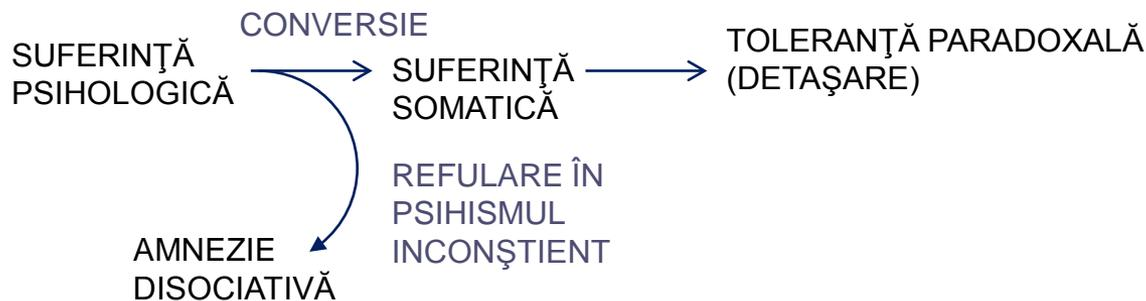 CONVERSIE
SUFERINŢĂ
PSIHOLOGICĂ
SUFERINŢĂ
SOMATICĂ
TOLERANŢĂ PARADOXALĂ
(DETAŞARE)
REFULARE ÎN
PSIHISMUL
INCONŞTIENT
AMNEZIE
DISOCIATIVĂ